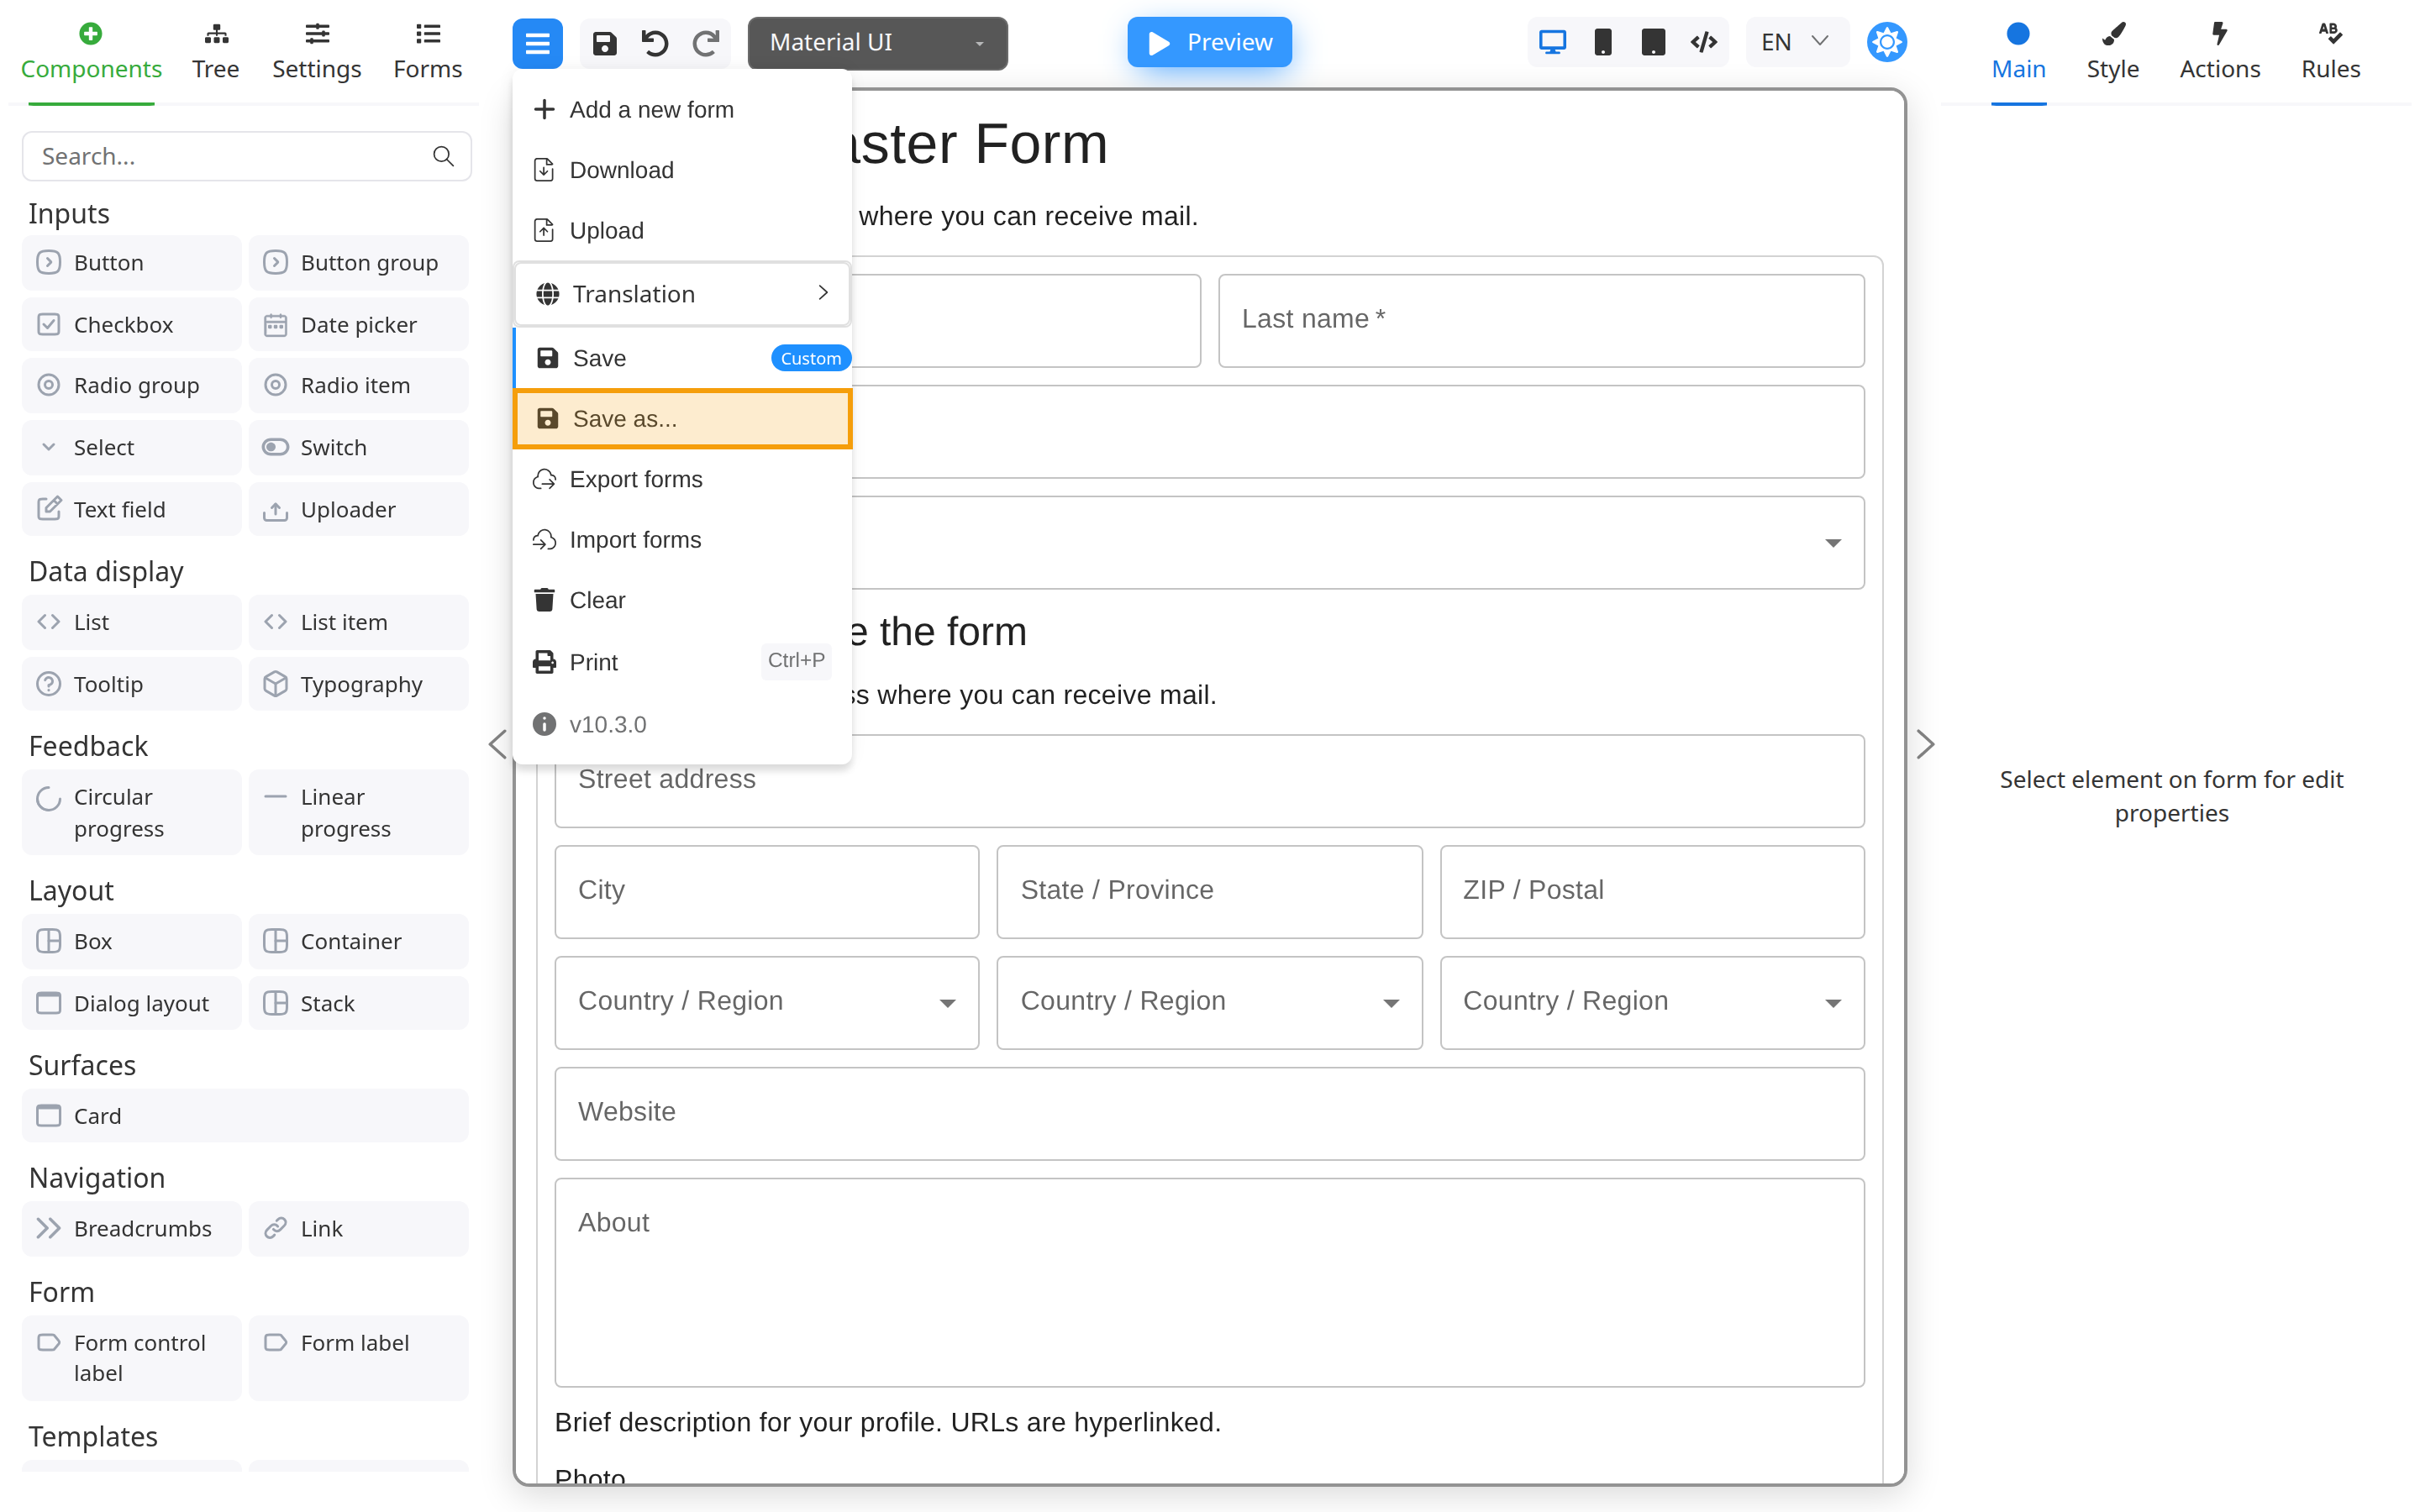 Components
Tree
Settings
Forms
Material UI
Preview
EN
Main
Style
Actions
Rules
Search...
Inputs
Button
Button group
Checkbox
Date picker
Radio group
Radio item
Select
Switch
Text field
Uploader
Data display
List
List item
Tooltip
Typography
Feedback
Circular
progress
Linear
progress
Layout
Box
Container
Dialog layout
Stack
Surfaces
Card
Navigation
Breadcrumbs
Link
Form
Form control
label
Form label
Templates
Add a new form
Download
Upload
Translation
Save
Custom
Save as...
Export forms
Import forms
Clear
Print
Ctrl+P
v10.3.0
aster Form
where you can receive mail.
Last name *
e the form
ss where you can receive mail.
Street address
City
State / Province
ZIP / Postal
Country / Region
Country / Region
Country / Region
Website
About
Brief description for your profile. URLs are hyperlinked.
Photo
Select element on form for edit
properties